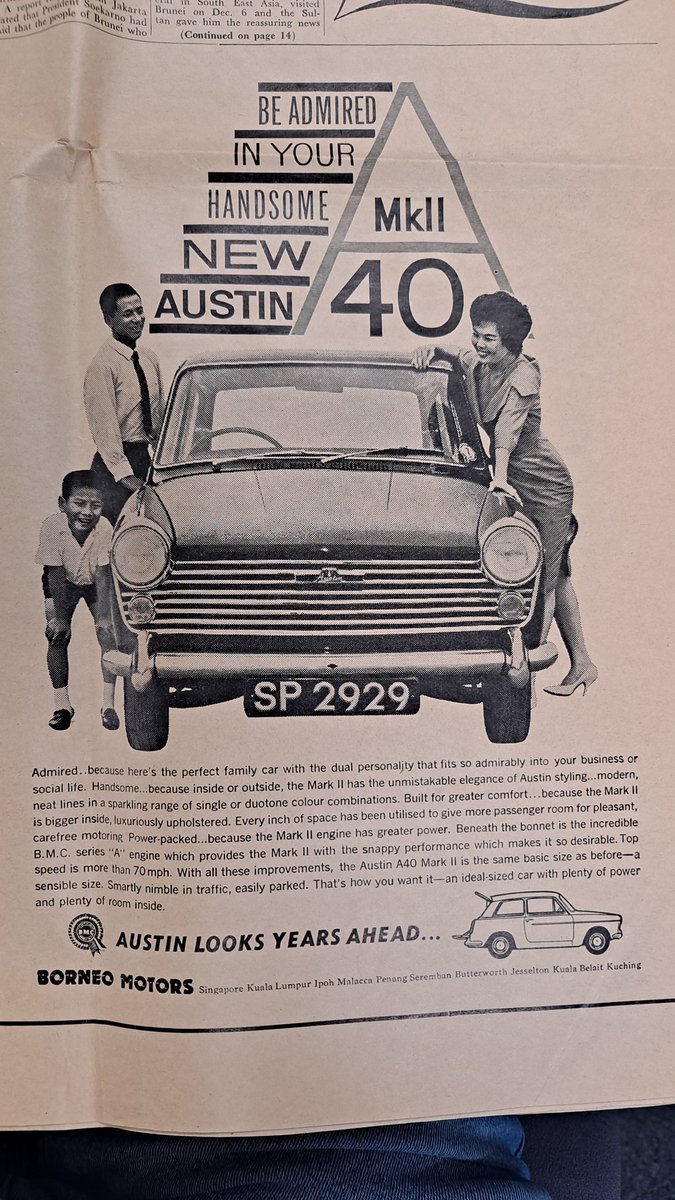 A report
Jakarta
ated that President Soekarno had
aid that the people of Brunei who
in South East Asia, visited
Brunei on Dec. 6 and the Sul-
tan gave him the reassuring news
(Continued on page 14)
BE ADMIRED
IN YOUR
HANDSOME
NEW
AUSTIN
A
MkII
40
Austin
SP 2929
Admired..because here's the perfect family car with the dual personality that fits so admirably into your business or
social life. Handsome...because inside or outside, the Mark II has the unmistakable elegance of Austin styling...modern,
neat lines in a sparkling range of single or duotone colour combinations. Built for greater comfort...because the Mark II
is bigger inside, luxuriously upholstered. Every inch of space has been utilised to give more passenger room for pleasant,
carefree motoring Power-packed...because the Mark II engine has greater power. Beneath the bonnet is the incredible
B.M.C. series "A" engine which provides the Mark II with the snappy performance which makes it so desirable. Top
speed is more than 70 mph. With all these improvements, the Austin A40 Mark II is the same basic size as before—a
sensible size. Smartly nimble in traffic, easily parked. That's how you want it—an ideal-sized car with plenty of power
and plenty of room inside.
BMC
AUSTIN LOOKS YEARS AHEAD...
BORNEO MOTORS Singapore Kuala Lumpur Ipoh Malacca Penang Seremban Butterworth Jesselton Kuala Belait Kuching